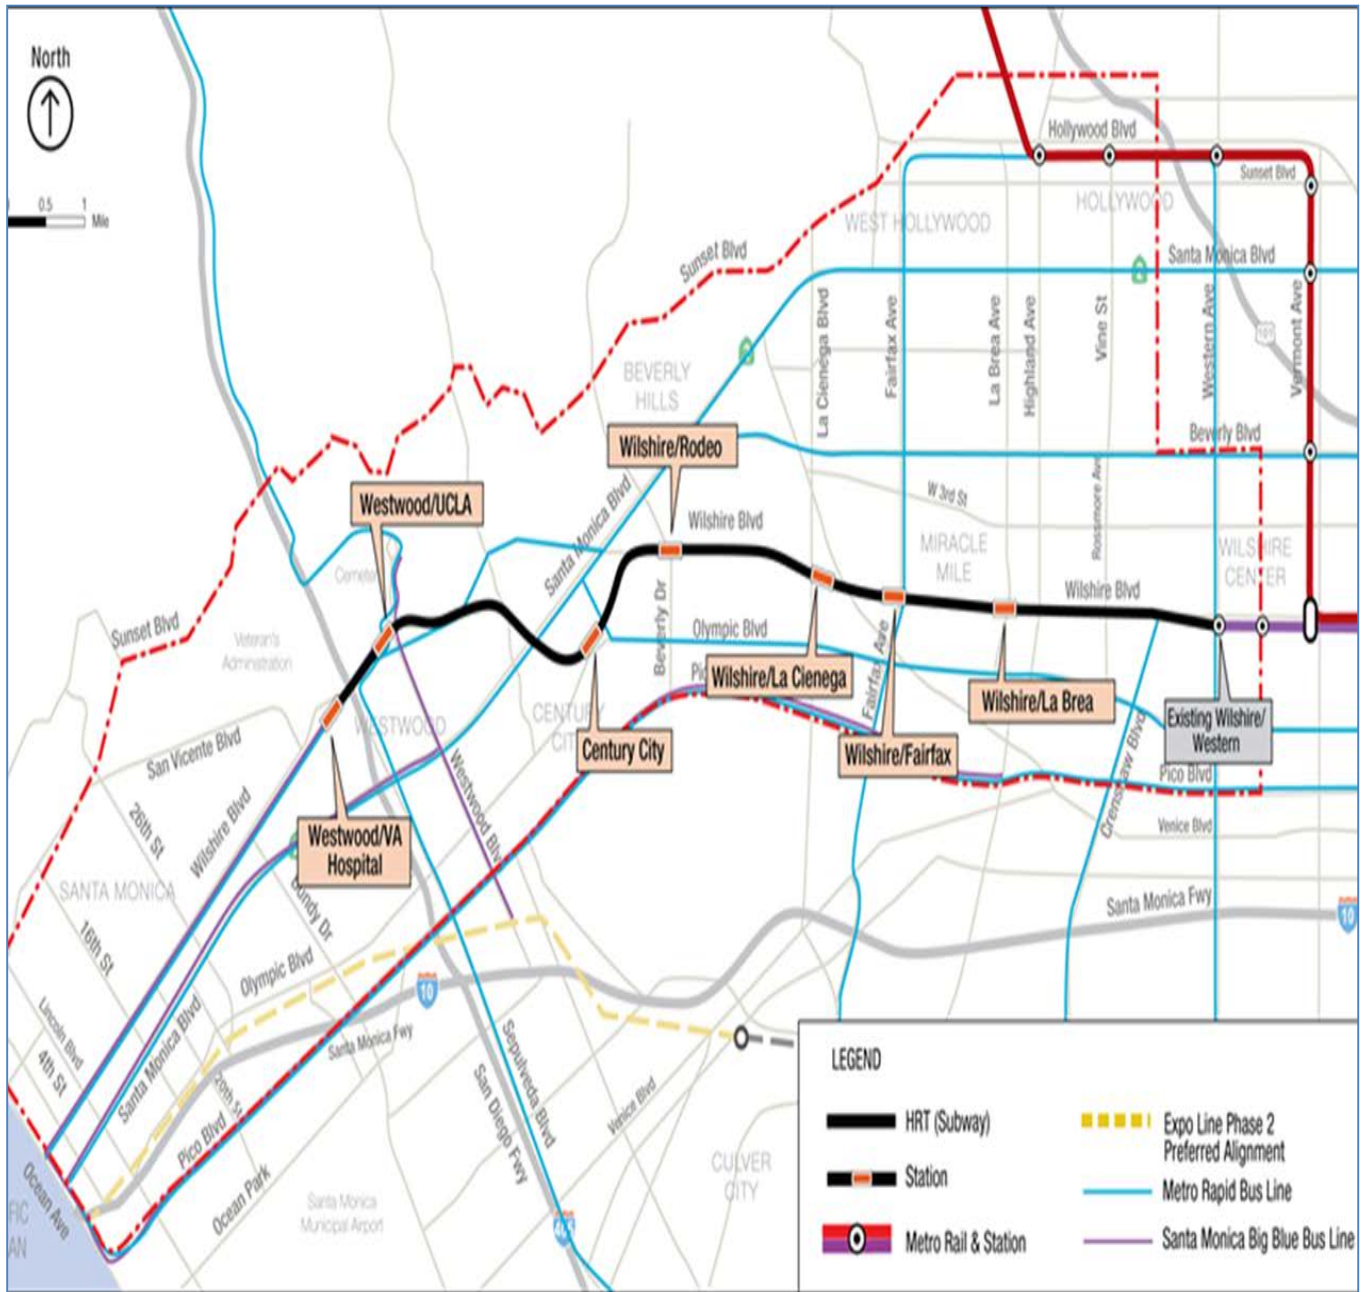 North
0.5 1
Mile
Hollywood Blvd
Sunset Blvd
HOLLYWOOD
WEST HOLLYWOOD
Santa Monica Blvd
Sunset Blvd
La Cienega Blvd
Fairfax Ave
La Brea Ave
Highland Ave
Vine St
Western Ave
Vermont Ave
101
BEVERLY
HILLS
Wilshire/Rodeo
Beverly Blvd
Westwood/UCLA
Santa Monica Blvd
W 3rd St
Rossmore Ave
Wilshire Blvd
MIRACLE
MILE
WILSHIRE
CENTER
Wilshire Blvd
Sunset Blvd
Veteran's
Administration
Beverly Dr
Olympic Blvd
Fairfax Ave
Wilshire/La Cienega
Wilshire/La Brea
WESTWOOD
CENTURY
Century City
Wilshire/Fairfax
Existing Wilshire/
Western
San Vicente Blvd
Crenshaw Blvd
Pico Blvd
Venice Blvd
26th St
Wilshire Blvd
Westwood Blvd
Westwood/VA
Hospital
SANTA MONICA
Bundy Dr
Santa Monica Fwy
10
16th St
Olympic Blvd
10
Lincoln Blvd
4th St
Santa Monica Blvd
Santa Monica Fwy
20th St
Pico Blvd
Sepulveda Blvd
San Diego Fwy
Venice Blvd
Ocean Ave
Ocean Park
Santa Monica
Municipal Airport
CULVER
CITY
405
FIC
AN
LEGEND
HRT (Subway)
Station
Metro Rail & Station
Expo Line Phase 2
Preferred Alignment
Metro Rapid Bus Line
Santa Monica Big Blue Bus Line